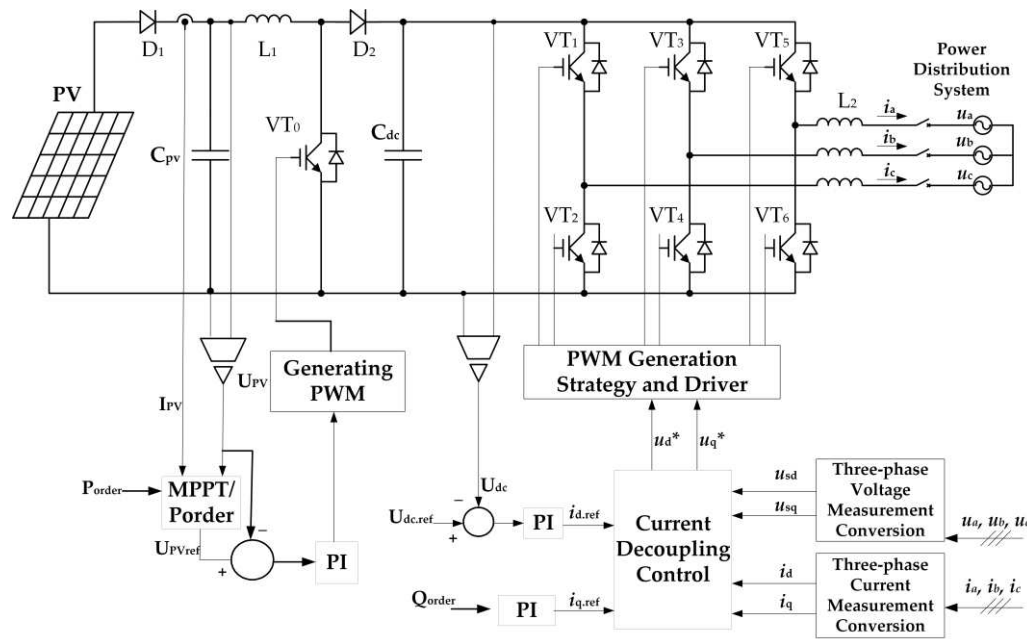 D1
L1
D2
VT1
VT3
VT5
Power
Distribution
System
PV
L2
ia
ua
VT0
Cdc
Cpv
ib
ub
ic
uc
VT2
VT4
VT6
UPV
Generating
PWM
PWM Generation
Strategy and Driver
IPV
ud*
uq*
Porder
MPPT/
Porder
Udc
usd
usq
Three-phase
Voltage
Measurement
Conversion
−
−
Udc.ref
+
PI
id.ref
Current
Decoupling
Control
ua, ub, uc
UPVref
+
PI
id
iq
Three-phase
Current
Measurement
Conversion
ia, ib, ic
Qorder
PI
iq.ref